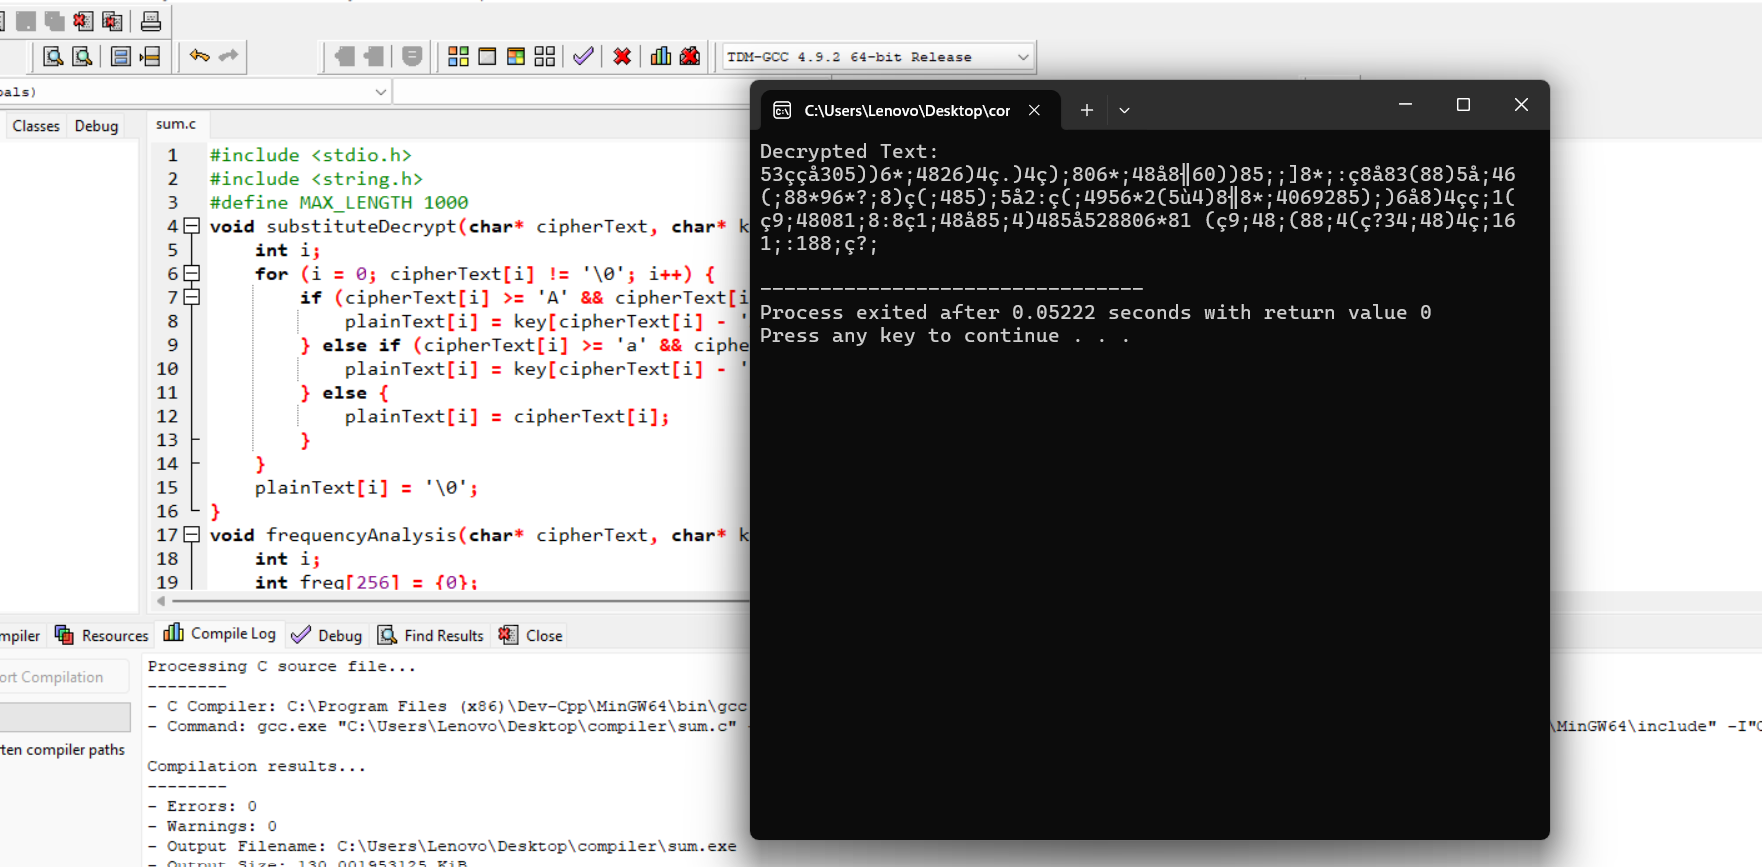 TDM-GCC 4.9.2 64-bit Release
Classes Debug
sum.c
1 #include <stdio.h>
2 #include <string.h>
3 #define MAX_LENGTH 1000
4 void substituteDecrypt(char* cipherText, char* k
5 int i;
6 for (i = 0; cipherText[i] != '\0'; i++) {
7 if (cipherText[i] >= 'A' && cipherText[i
8 plainText[i] = key[cipherText[i] - '
9 } else if (cipherText[i] >= 'a' && ciphe
10 plainText[i] = key[cipherText[i] - '
11 } else {
12 plainText[i] = cipherText[i];
13 }
14 }
15 plainText[i] = '\0';
16 }
17 void frequencyAnalysis(char* cipherText, char* k
18 int i;
19 int freq[256] = {0};
C:\Users\Lenovo\Desktop\cor
Decrypted Text:
53ççå305))6*;4826)4ç.)4ç);806*;48å8╢60))85;;]8*;:ç8å83(88)5å;46
(;88*96*?;8)ç(;485);5å2:ç(;4956*2(5ù4)8╢8*;4069285);)6å8)4çç;1(
ç9;48081;8:8ç1;48å85;4)485å528806*81 (ç9;48;(88;4(ç?34;48)4ç;16
1;:188;ç?;
--------------------------------
Process exited after 0.05222 seconds with return value 0
Press any key to continue . . .
mpiler Resources Compile Log Debug Find Results Close
ort Compilation
ten compiler paths
Processing C source file...
--------
- C Compiler: C:\Program Files (x86)\Dev-Cpp\MinGW64\bin\gcc
- Command: gcc.exe "C:\Users\Lenovo\Desktop\compiler\sum.c" -
\MinGW64\include" -I"C
Compilation results...
--------
- Errors: 0
- Warnings: 0
- Output Filename: C:\Users\Lenovo\Desktop\compiler\sum.exe
- Output Size: 130.001953125 KiB